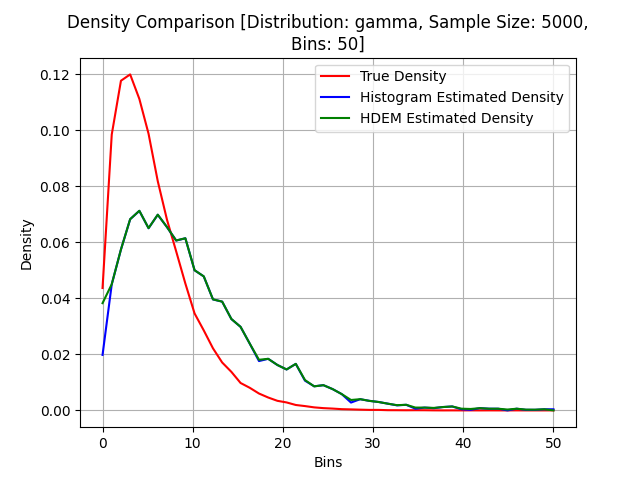 Density Comparison [Distribution: gamma, Sample Size: 5000,
Bins: 50]
True Density
Histogram Estimated Density
HDEM Estimated Density
Density
0.12
0.10
0.08
0.06
0.04
0.02
0.00
0 10 20 30 40 50
Bins